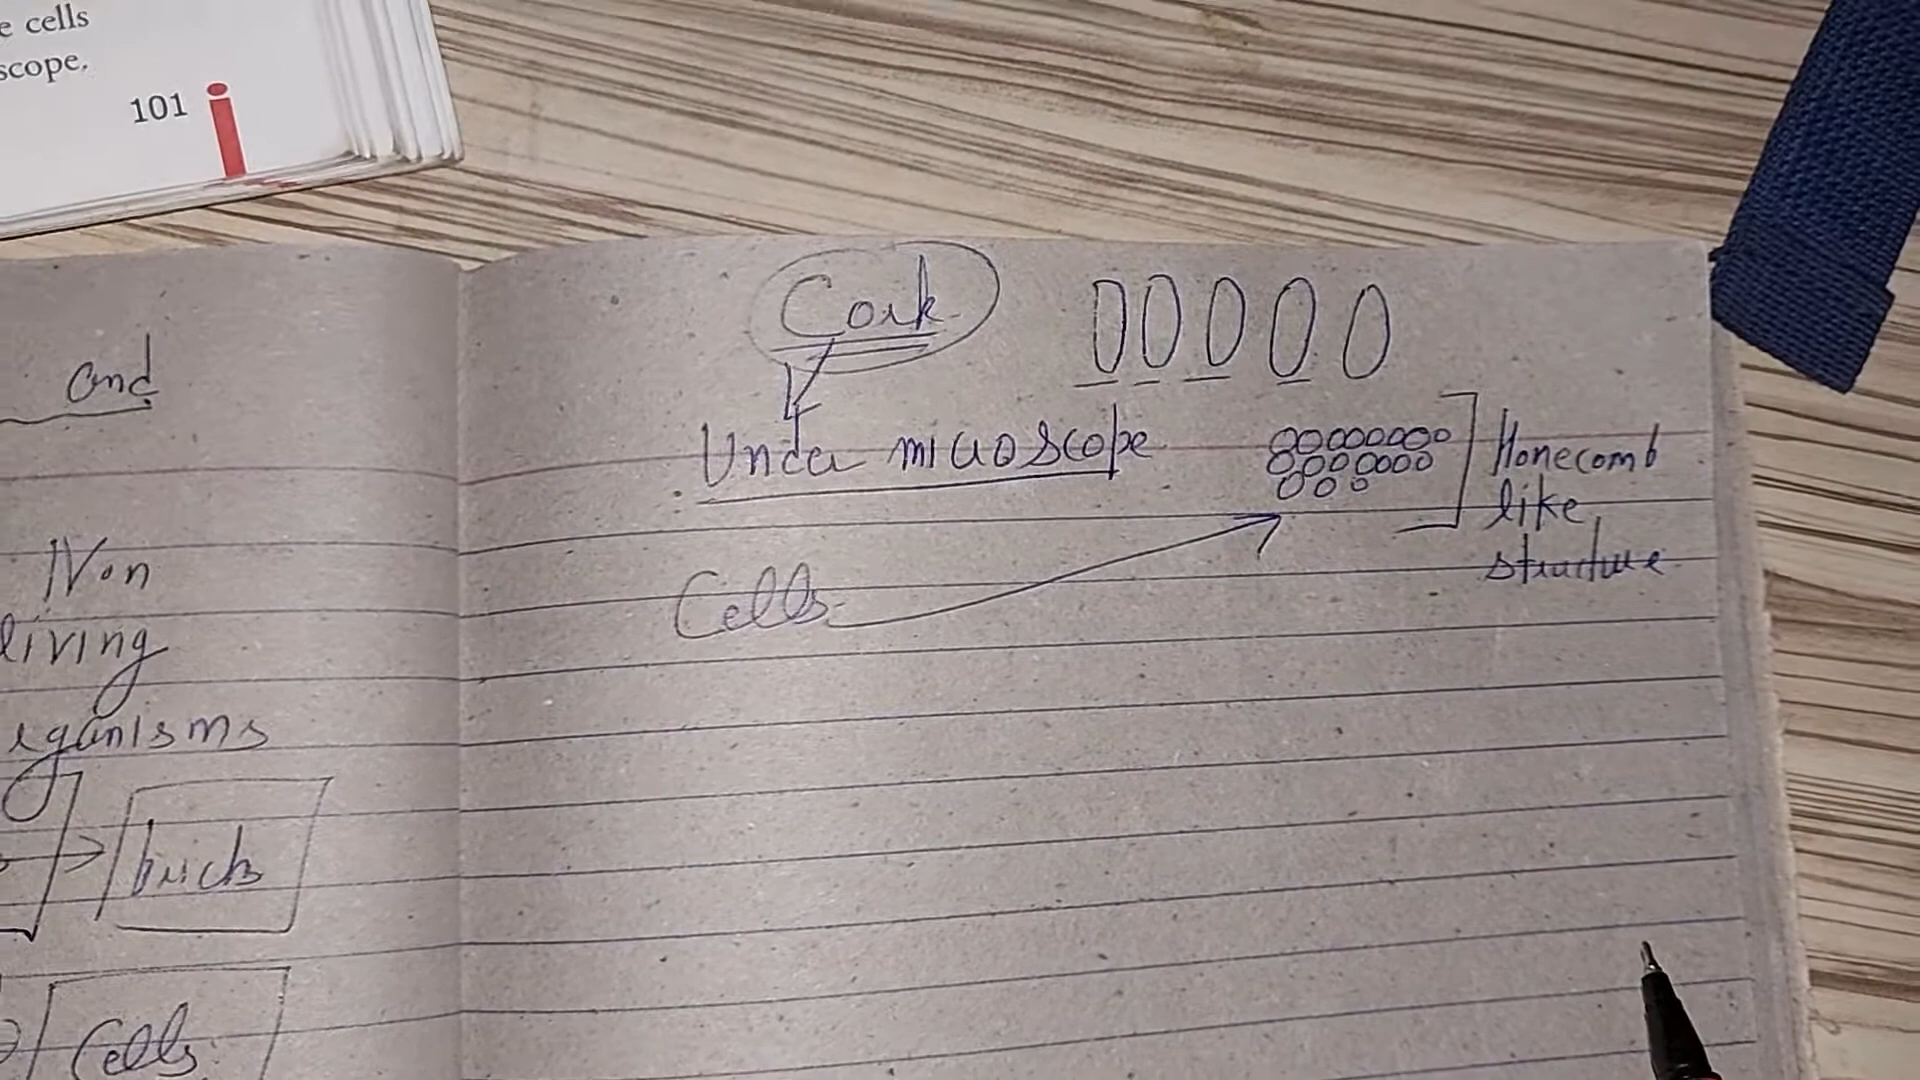 e cells
scope,
101
and
Non
living
rganisms
bricks
Cells
Cork
Under microscope
Honecomb
like
structure
Cells